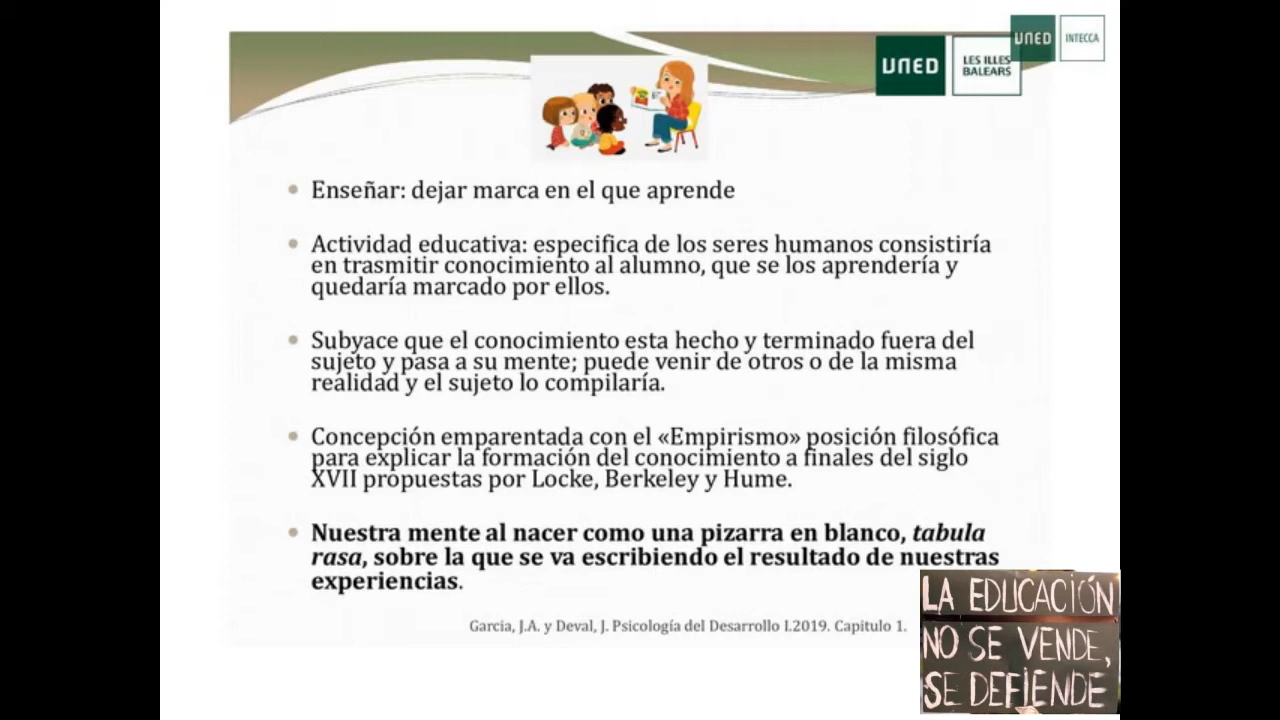 UNED
INTECCA
UNED
LES ILLES
BALEARS
• Enseñar: dejar marca en el que aprende
• Actividad educativa: especifica de los seres humanos consistiría
en trasmitir conocimiento al alumno, que se los aprendería y
quedaría marcado por ellos.
• Subyace que el conocimiento esta hecho y terminado fuera del
sujeto y pasa a su mente; puede venir de otros o de la misma
realidad y el sujeto lo compilaría.
• Concepción emparentada con el «Empirismo» posición filosófica
para explicar la formación del conocimiento a finales del siglo
XVII propuestas por Locke, Berkeley y Hume.
• Nuestra mente al nacer como una pizarra en blanco, tabula
rasa, sobre la que se va escribiendo el resultado de nuestras
experiencias.
Garcia, J.A. y Deval, J. Psicología del Desarrollo I.2019. Capitulo 1.
LA EDUCACIÓN
NO SE VENDE,
SE DEFIENDE